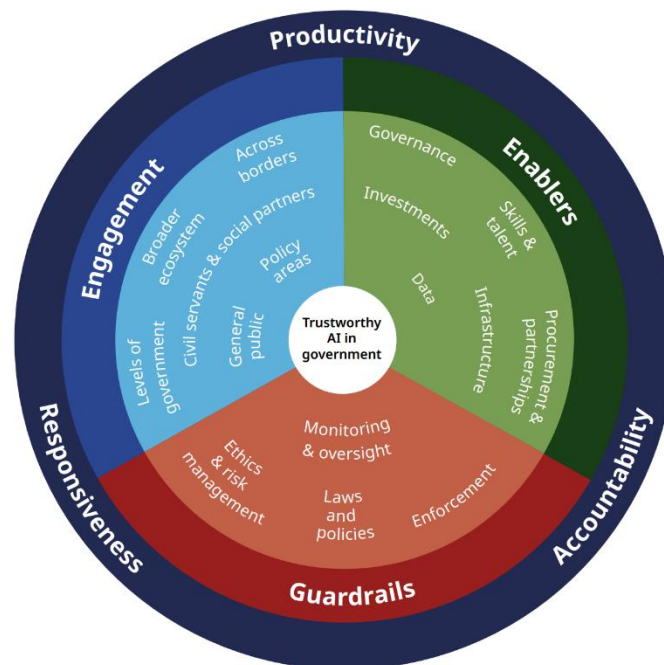 Productivity
Engagement
Enablers
Across
borders
Broader
ecosystem
Civil servants & social partners
Policy
areas
Levels of
government
General
public
Governance
Investments
Skills &
talent
Data
Infrastructure
Procurement &
partnerships
Trustworthy
AI in
government
Monitoring
& oversight
Ethics
& risk
management
Laws
and
policies
Enforcement
Guardrails
Responsiveness
Accountability